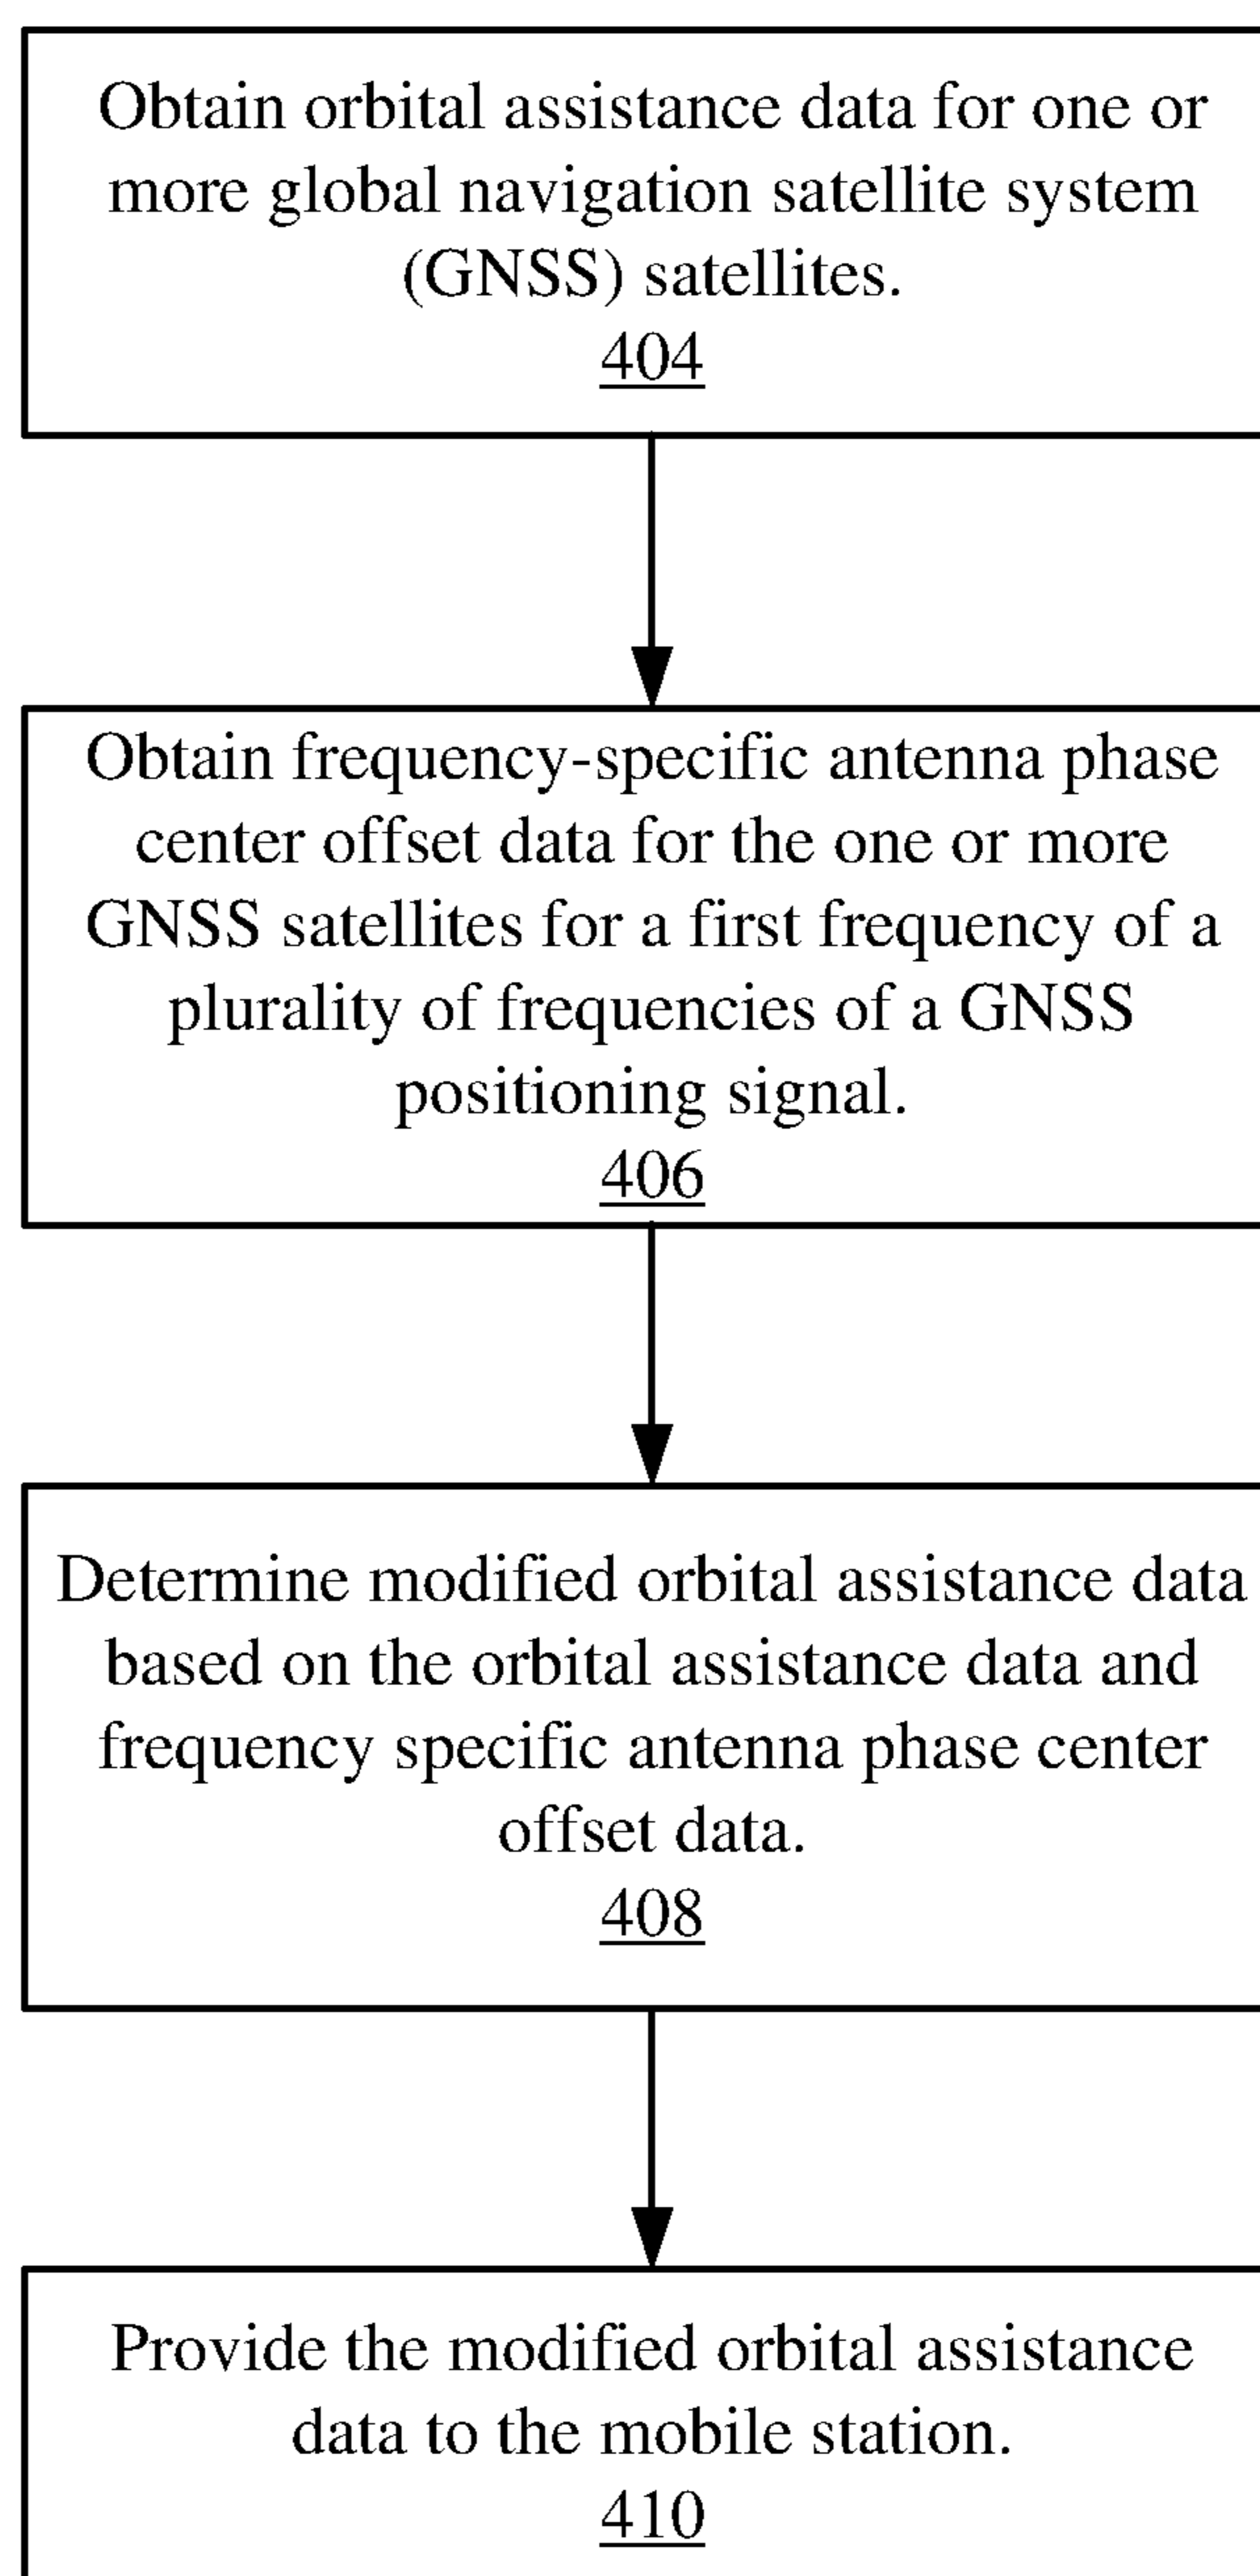 Obtain orbital assistance data for one or
more global navigation satellite system
(GNSS) satellites.
404
Obtain frequency-specific antenna phase
center offset data for the one or more
GNSS satellites for a first frequency of a
plurality of frequencies of a GNSS
positioning signal.
406
Determine modified orbital assistance data
based on the orbital assistance data and
frequency specific antenna phase center
offset data.
408
Provide the modified orbital assistance
data to the mobile station.
410